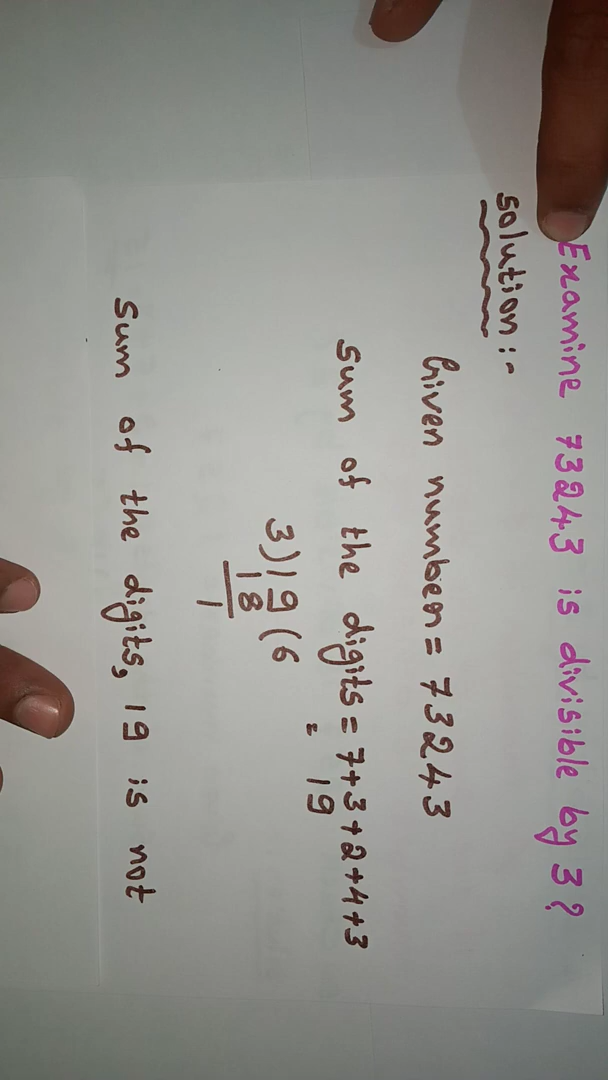 Examine 73243 is divisible by 3?
Solution :-
Given number = 73243
Sum of the digits = 7+3+2+4+3
= 19
3)19(6
18
1
Sum of the digits, 19 is not